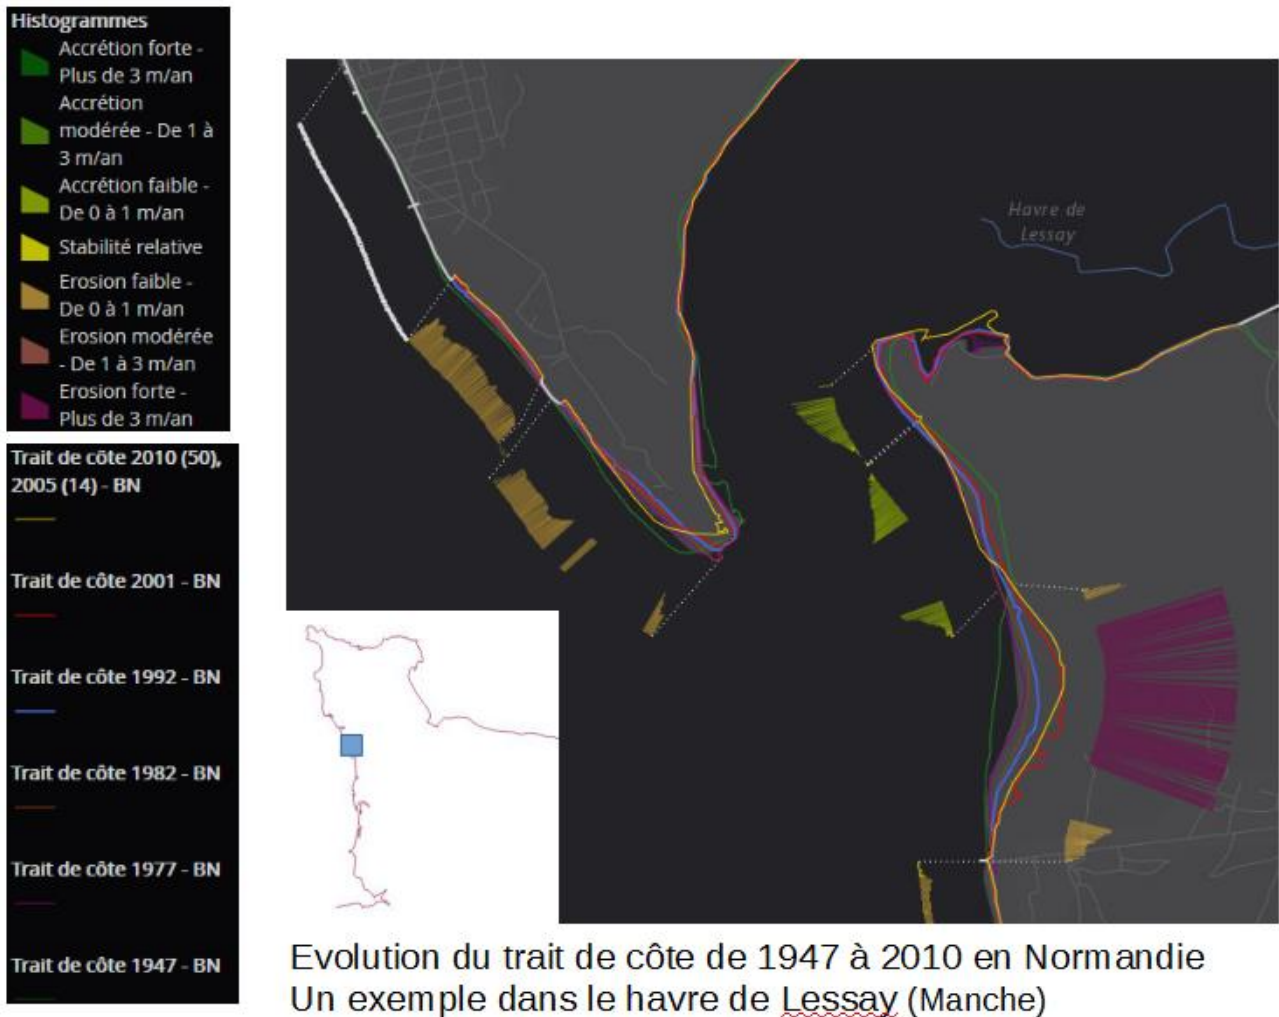 Histogrammes
Accrétion forte -
Plus de 3 m/an
Accrétion
modérée - De 1 à
3 m/an
Accrétion faible -
De 0 à 1 m/an
Stabilité relative
Erosion faible -
De 0 à 1 m/an
Erosion modérée
- De 1 à 3 m/an
Erosion forte -
Plus de 3 m/an
Trait de côte 2010 (50),
2005 (14) - BN
Trait de côte 2001 - BN
Trait de côte 1992 - BN
Trait de côte 1982 - BN
Trait de côte 1977 - BN
Trait de côte 1947 - BN
Havre de
Lessay
Evolution du trait de côte de 1947 à 2010 en Normandie
Un exemple dans le havre de Lessay (Manche)